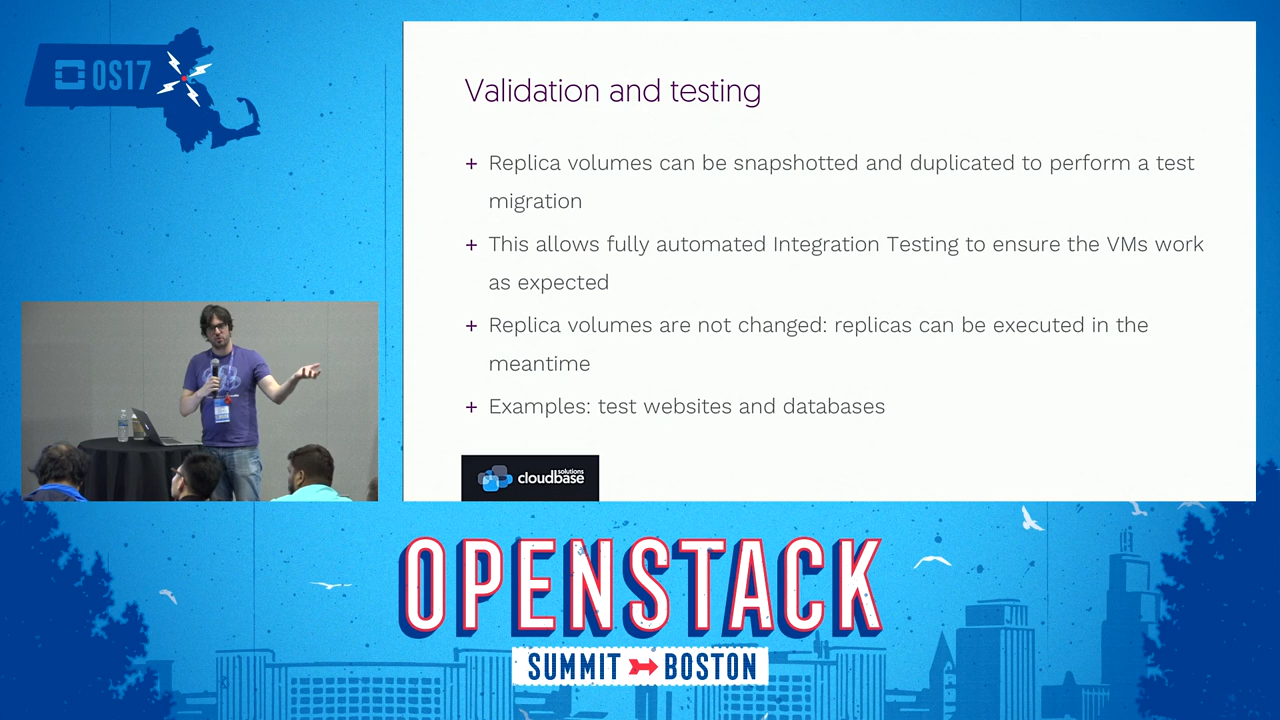 OS17
Validation and testing
+ Replica volumes can be snapshotted and duplicated to perform a test
migration
+ This allows fully automated Integration Testing to ensure the VMs work
as expected
+ Replica volumes are not changed: replicas can be executed in the
meantime
+ Examples: test websites and databases
cloudbase
solutions
OPENSTACK
SUMMIT BOSTON